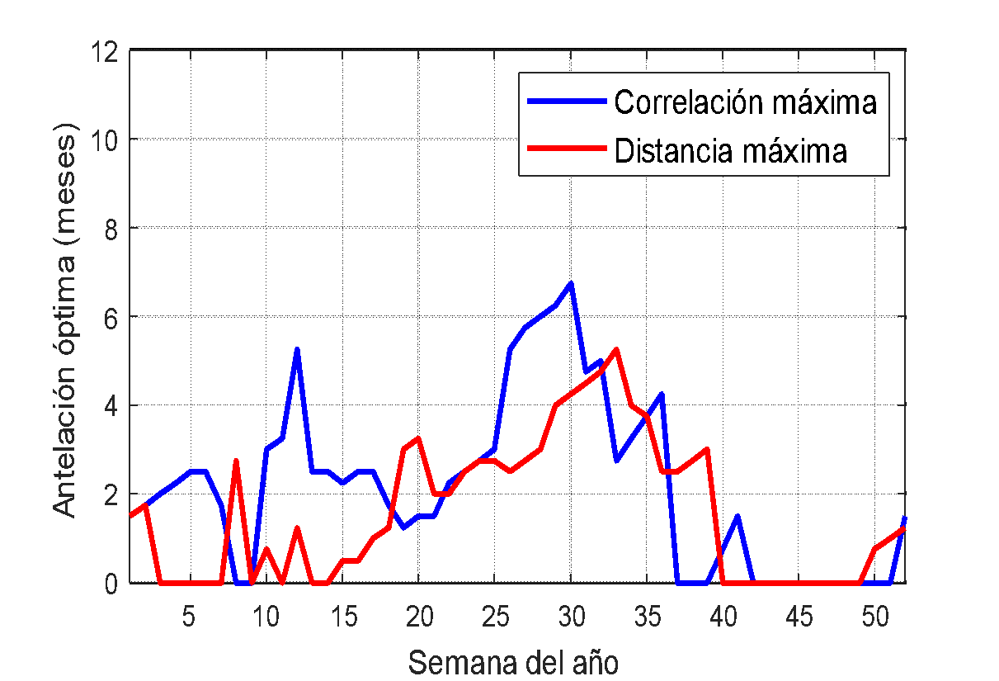 12
10
8
6
4
2
0
Antelación óptima (meses)
Correlación máxima
Distancia máxima
5 10 15 20 25 30 35 40 45 50
Semana del año